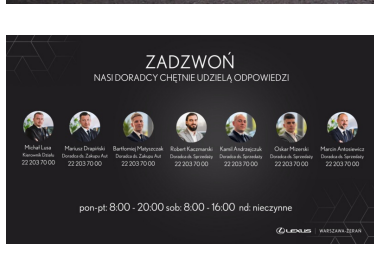 ZADZWOŃ
NASI DORADCY CHĘTNIE UDZIELĄ ODPOWIEDZI
Michał Lusa Mariusz Drapiński Bartłomiej Matyszczak Robert Kaczmarski Kamil Andrzejczuk Oskar Mizerski Marcin Antosiewicz
Kierownik Działu Doradca ds. Zakupu Aut Doradca ds. Zakupu Aut Doradca ds. Sprzedaży Doradca ds. Sprzedaży Doradca ds. Sprzedaży Doradca ds. Sprzedaży
22 203 70 00 22 203 70 00 22 203 70 00 22 203 70 00 22 203 70 00 22 203 70 00 22 203 70 00
pon-pt: 8:00 - 20:00 sob: 8:00 - 16:00 nd: nieczynne
LEXUS WARSZAWA-ŻERAŃ